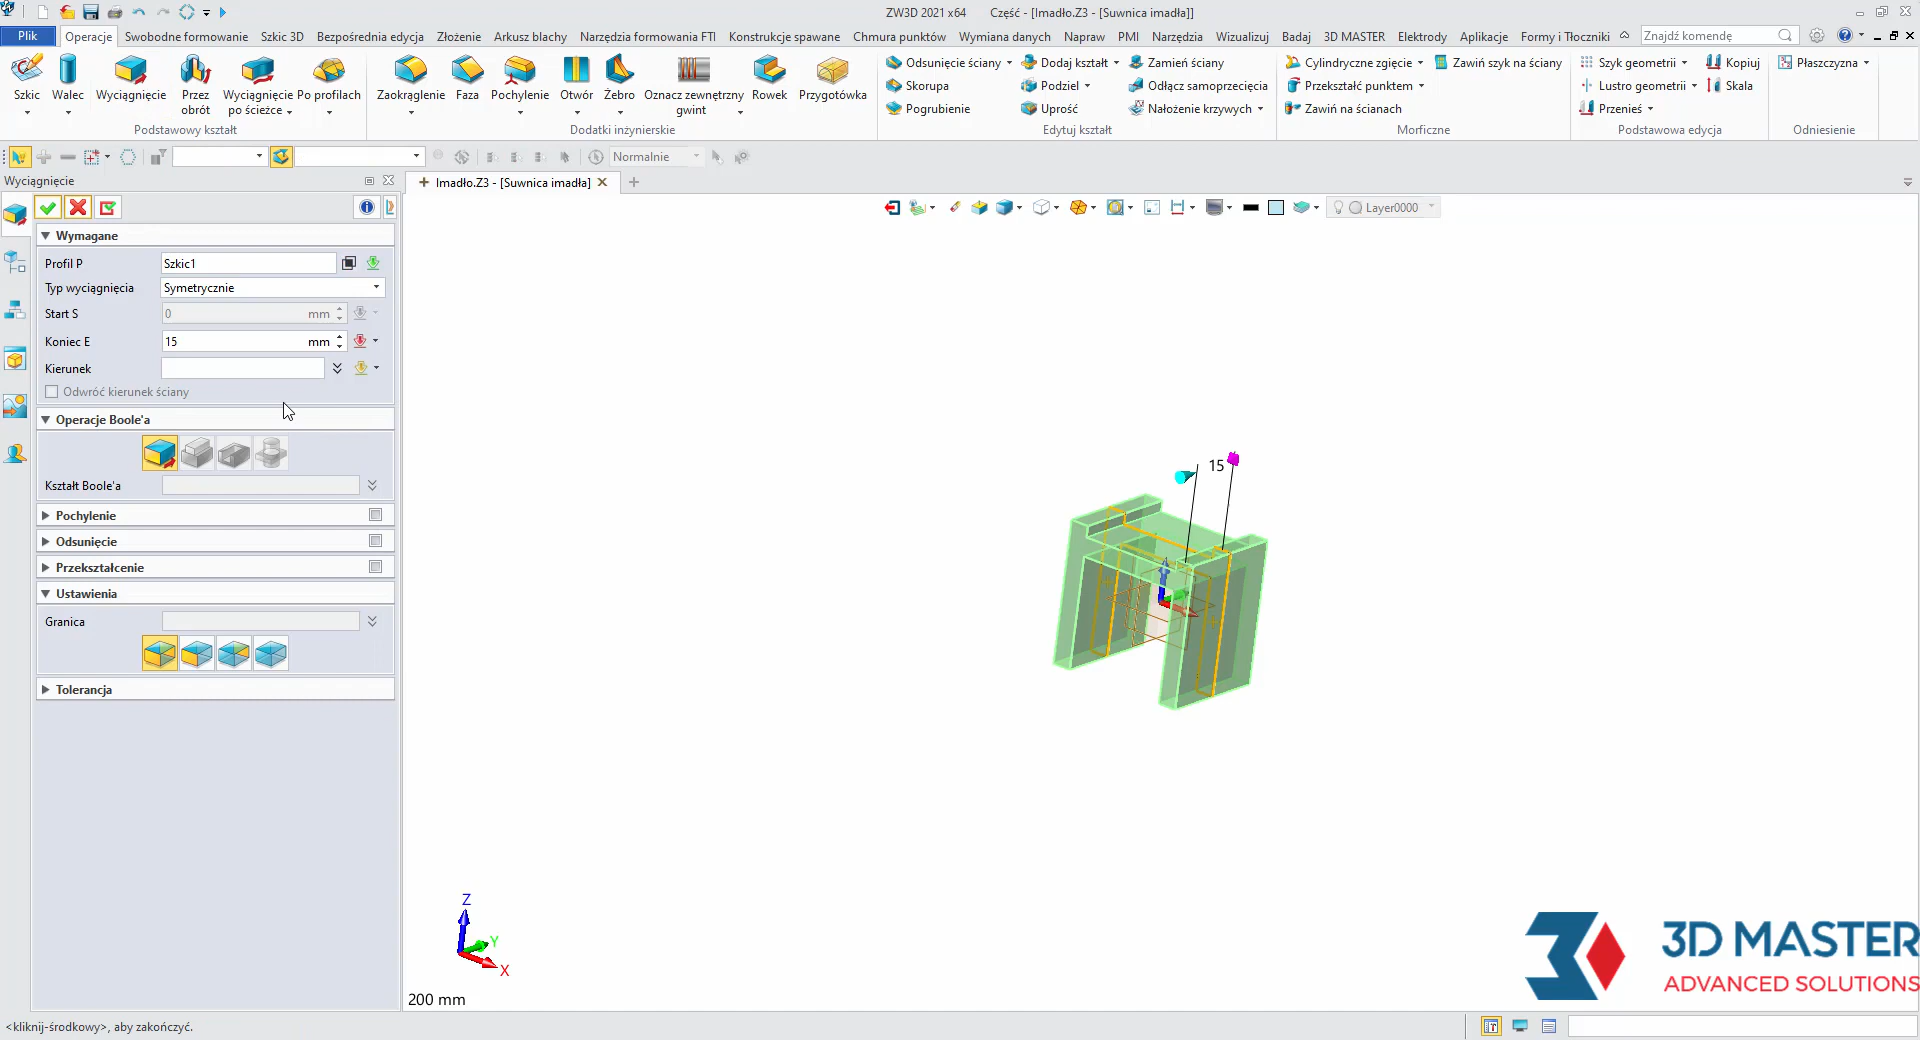 ZW3D 2021 x64
Część - [Imadło.Z3 - [Suwnica imadła]]
Plik
Operacje
Swobodne formowanie
Szkic 3D
Bezpośrednia edycja
Złożenie
Arkusz blachy
Narzędzia formowania FTI
Konstrukcje spawane
Chmura punktów
Wymiana danych
Napraw
PMI
Narzędzia
Wizualizuj
Badaj
3D MASTER
Elektrody
Aplikacje
Formy i Tłoczniki
Znajdź komendę
Szkic
Walec
Wyciągnięcie
Przez
obrót
Wyciągnięcie
po ścieżce
Po profilach
Podstawowy kształt
Zaokrąglenie
Faza
Pochylenie
Otwór
Żebro
Oznacz zewnętrzny
gwint
Rowek
Przygotówka
Dodatki inżynierskie
Odsunięcie ściany
Skorupa
Pogrubienie
Dodaj kształt
Podziel
Uprość
Zamień ściany
Odłącz samoprzecięcia
Nałożenie krzywych
Edytuj kształt
Cylindryczne zgięcie
Przekształć punktem
Zawiń na ścianach
Zawiń szyk na ściany
Morficzne
Szyk geometrii
Lustro geometrii
Przenieś
Kopiuj
Skala
Podstawowa edycja
Płaszczyzna
Odniesienie
Normalnie
Wyciągnięcie
Imadło.Z3 - [Suwnica imadła]
Layer0000
Wymagane
Profil P
Szkic1
Typ wyciągnięcia
Symetrycznie
Start S
0
mm
Koniec E
15
mm
Kierunek
Odwróć kierunek ściany
Operacje Boole'a
Kształt Boole'a
Pochylenie
Odsunięcie
Przekształcenie
Ustawienia
Granica
Tolerancja
15
Z
Y
X
200 mm
3D MASTER
ADVANCED SOLUTIONS
<kliknij-środkowy>, aby zakończyć.